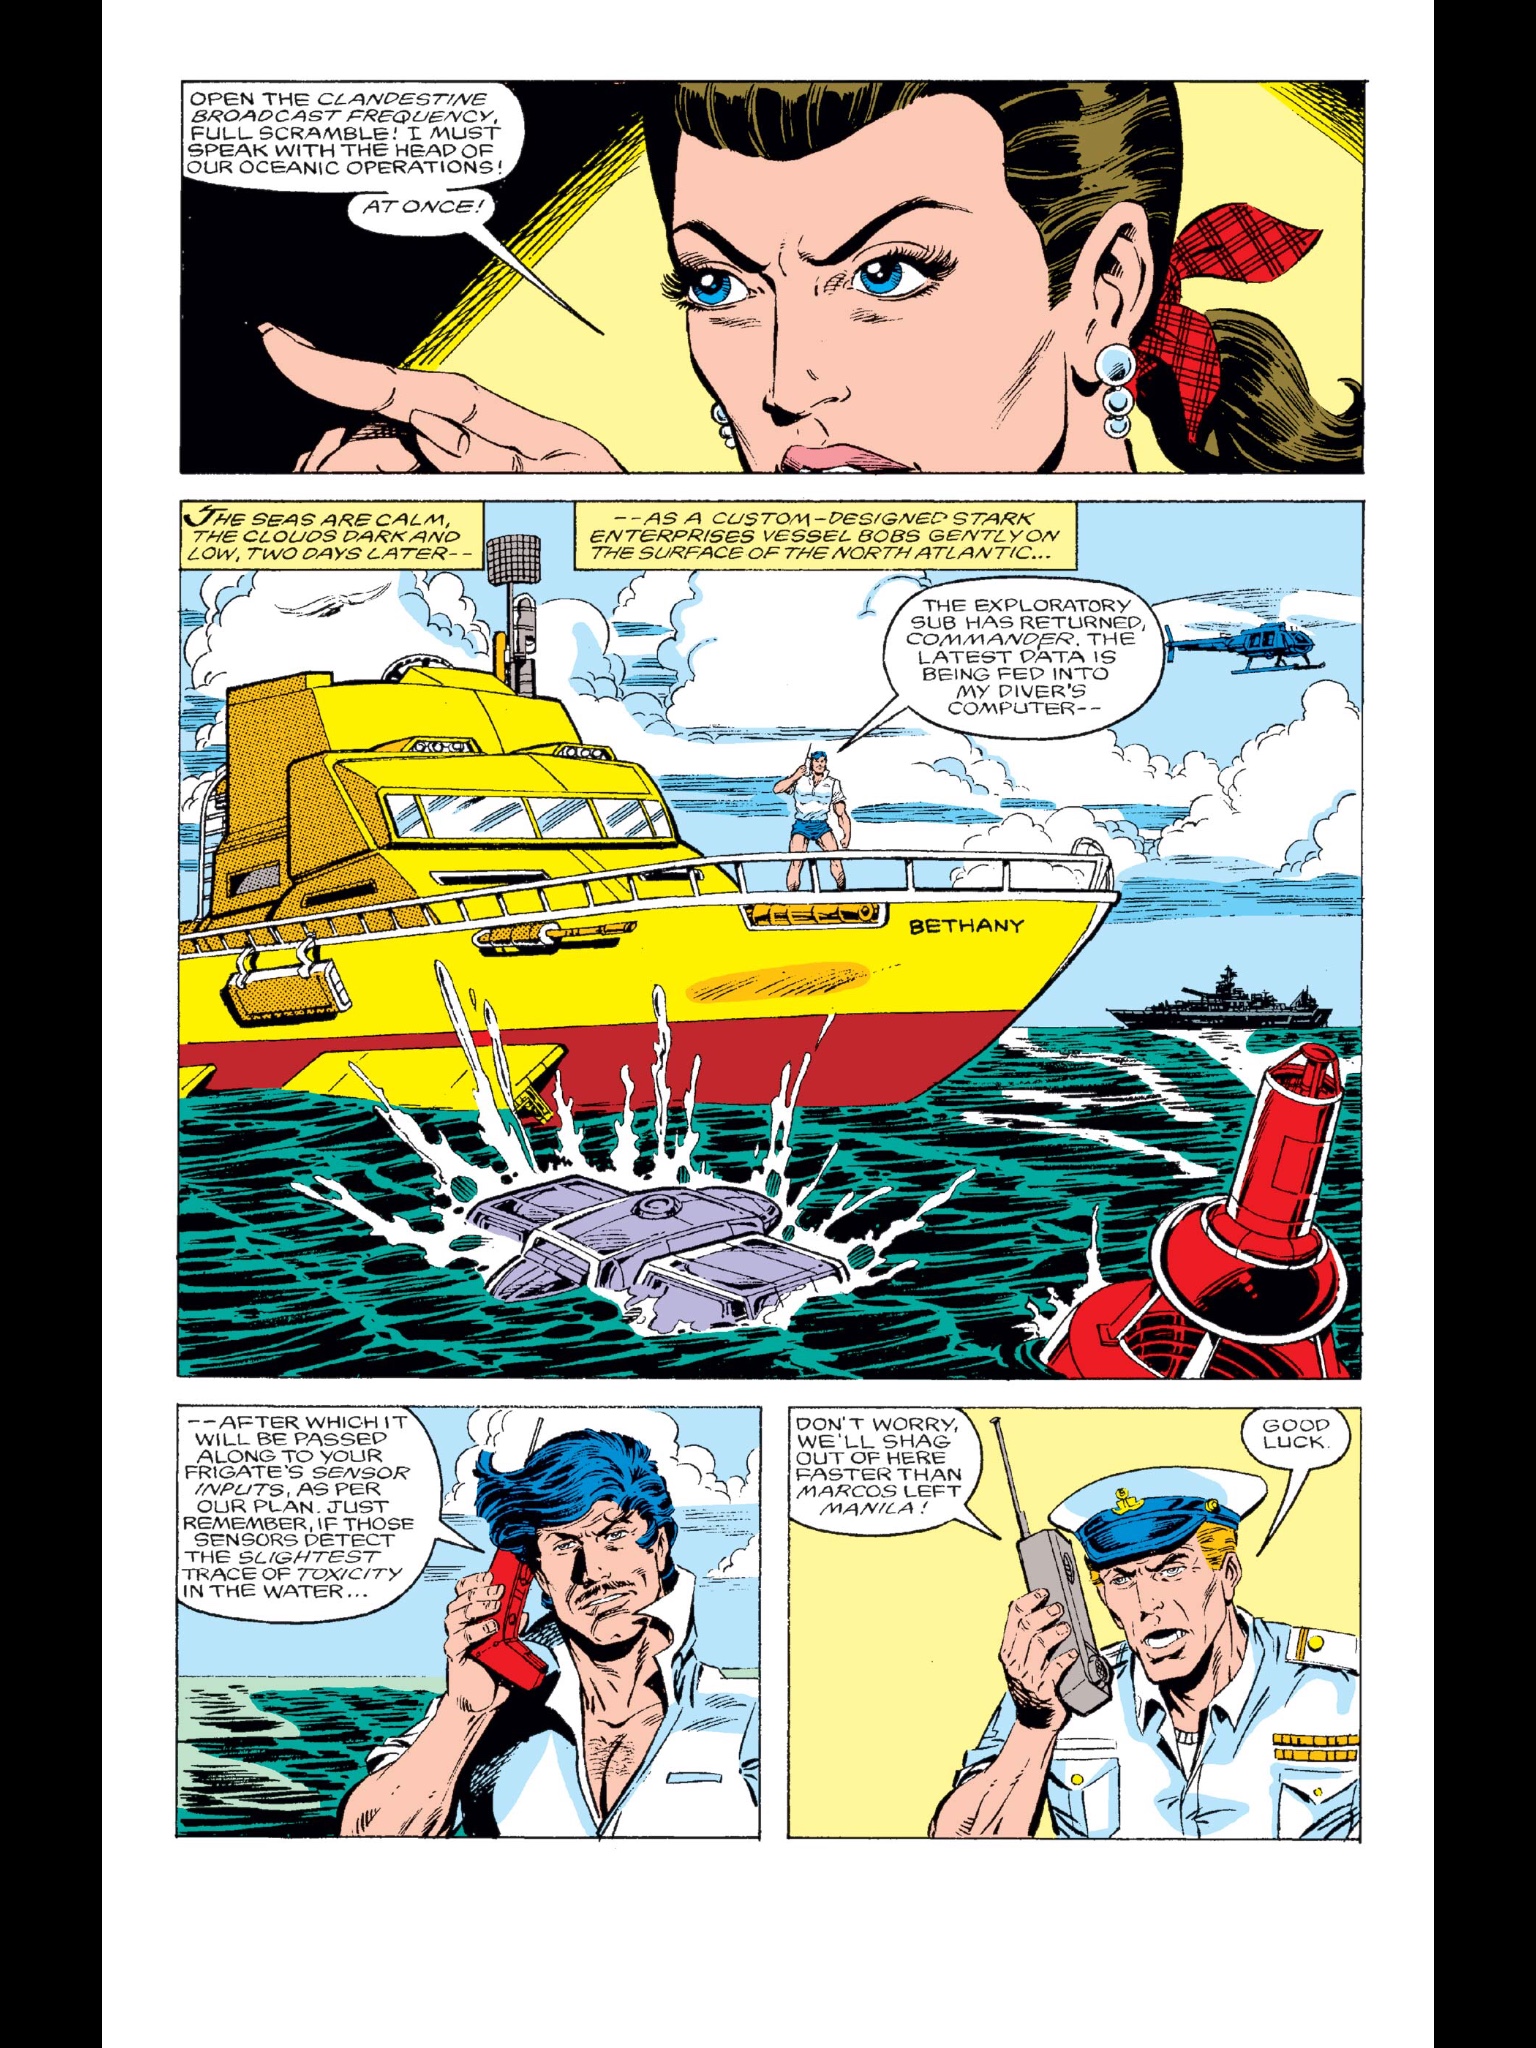 OPEN THE CLANDESTINE
BROADCAST FREQUENCY,
FULL SCRAMBLE! I MUST
SPEAK WITH THE HEAD OF
OUR OCEANIC OPERATIONS!
AT ONCE!
THE SEAS ARE CALM,
THE CLOUDS DARK AND
LOW, TWO DAYS LATER--
--AS A CUSTOM-DESIGNED STARK
ENTERPRISES VESSEL BOBS GENTLY ON
THE SURFACE OF THE NORTH ATLANTIC...
THE EXPLORATORY
SUB HAS RETURNED,
COMMANDER. THE
LATEST DATA IS
BEING FED INTO
MY DIVER'S
COMPUTER--
BETHANY
--AFTER WHICH IT
WILL BE PASSED
ALONG TO YOUR
FRIGATE'S SENSOR
INPUTS, AS PER
OUR PLAN. JUST
REMEMBER, IF THOSE
SENSORS DETECT
THE SLIGHTEST
TRACE OF TOXICITY
IN THE WATER...
DON'T WORRY,
WE'LL SHAG
OUT OF HERE
FASTER THAN
MARCOS LEFT
MANILA!
GOOD
LUCK.